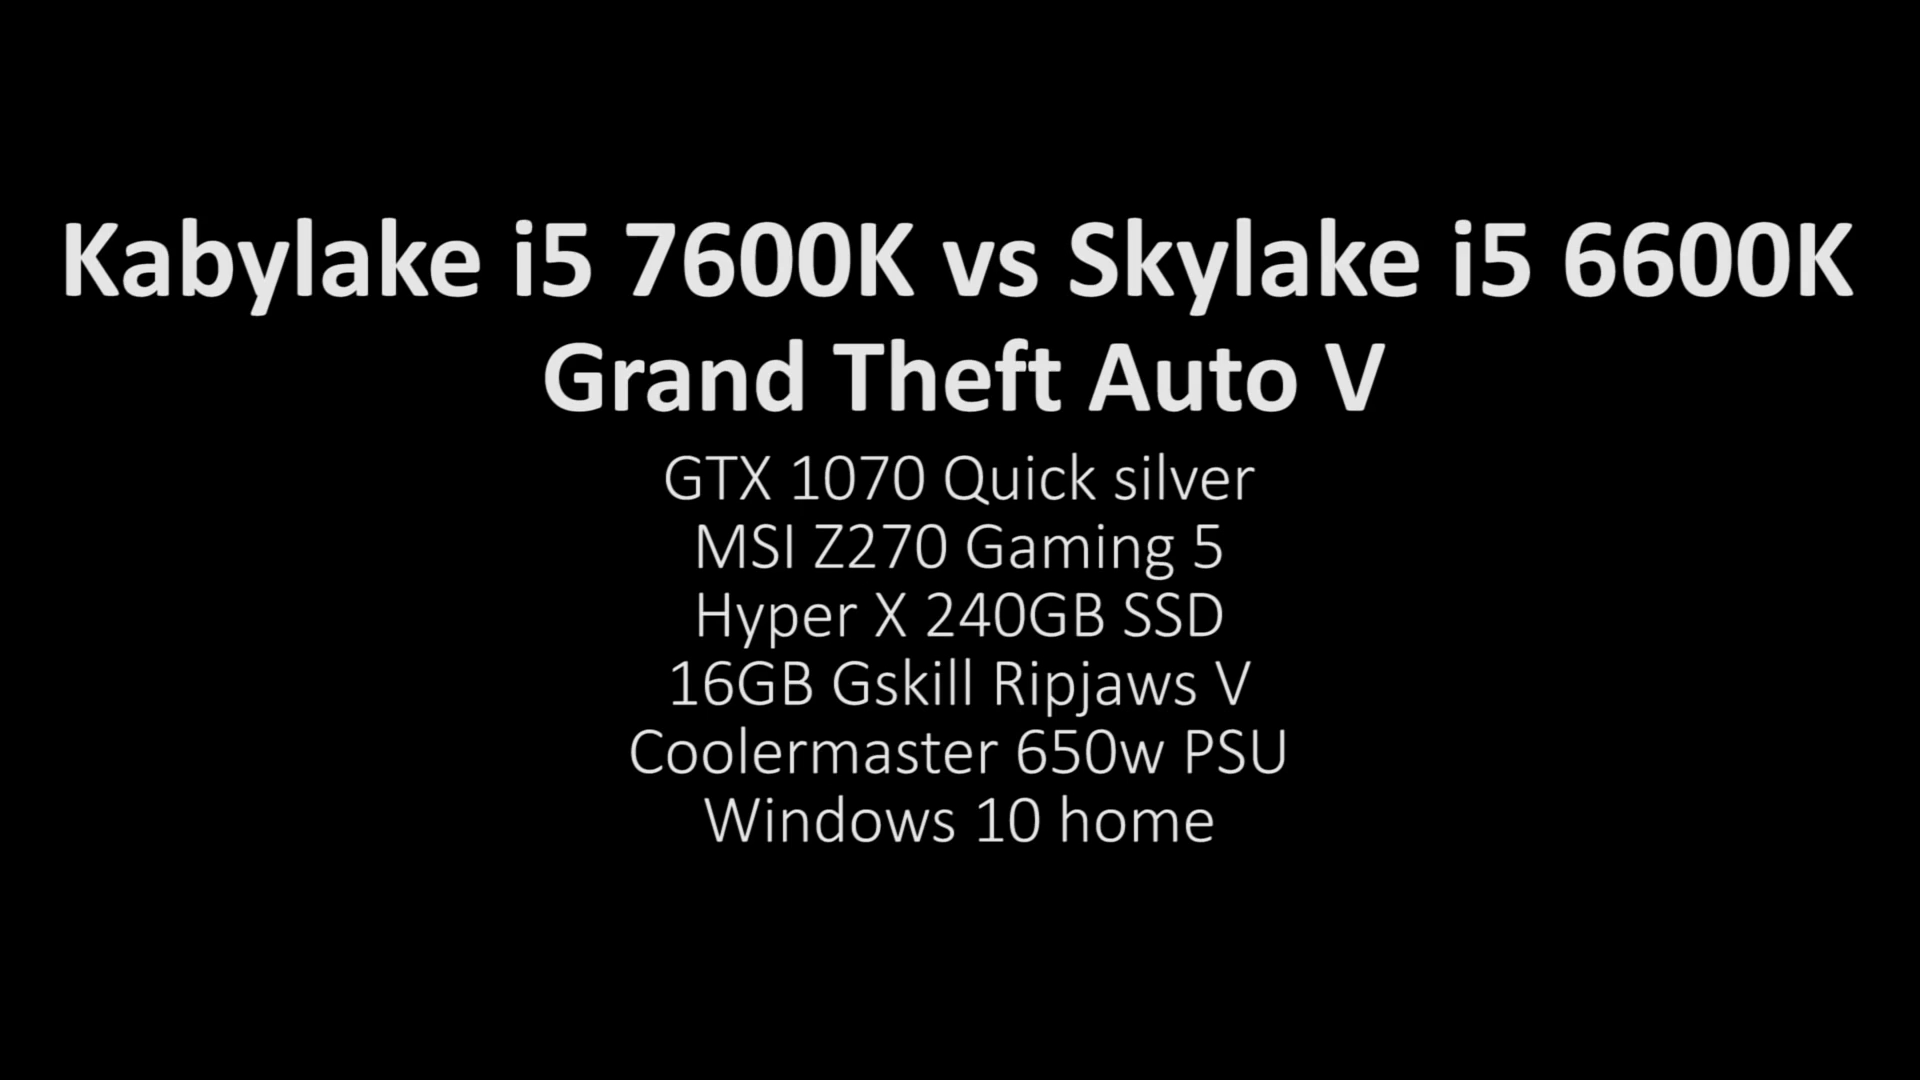 Kabylake i5 7600K vs Skylake i5 6600K
Grand Theft Auto V
GTX 1070 Quick silver
MSI Z270 Gaming 5
Hyper X 240GB SSD
16GB Gskill Ripjaws V
Coolermaster 650w PSU
Windows 10 home